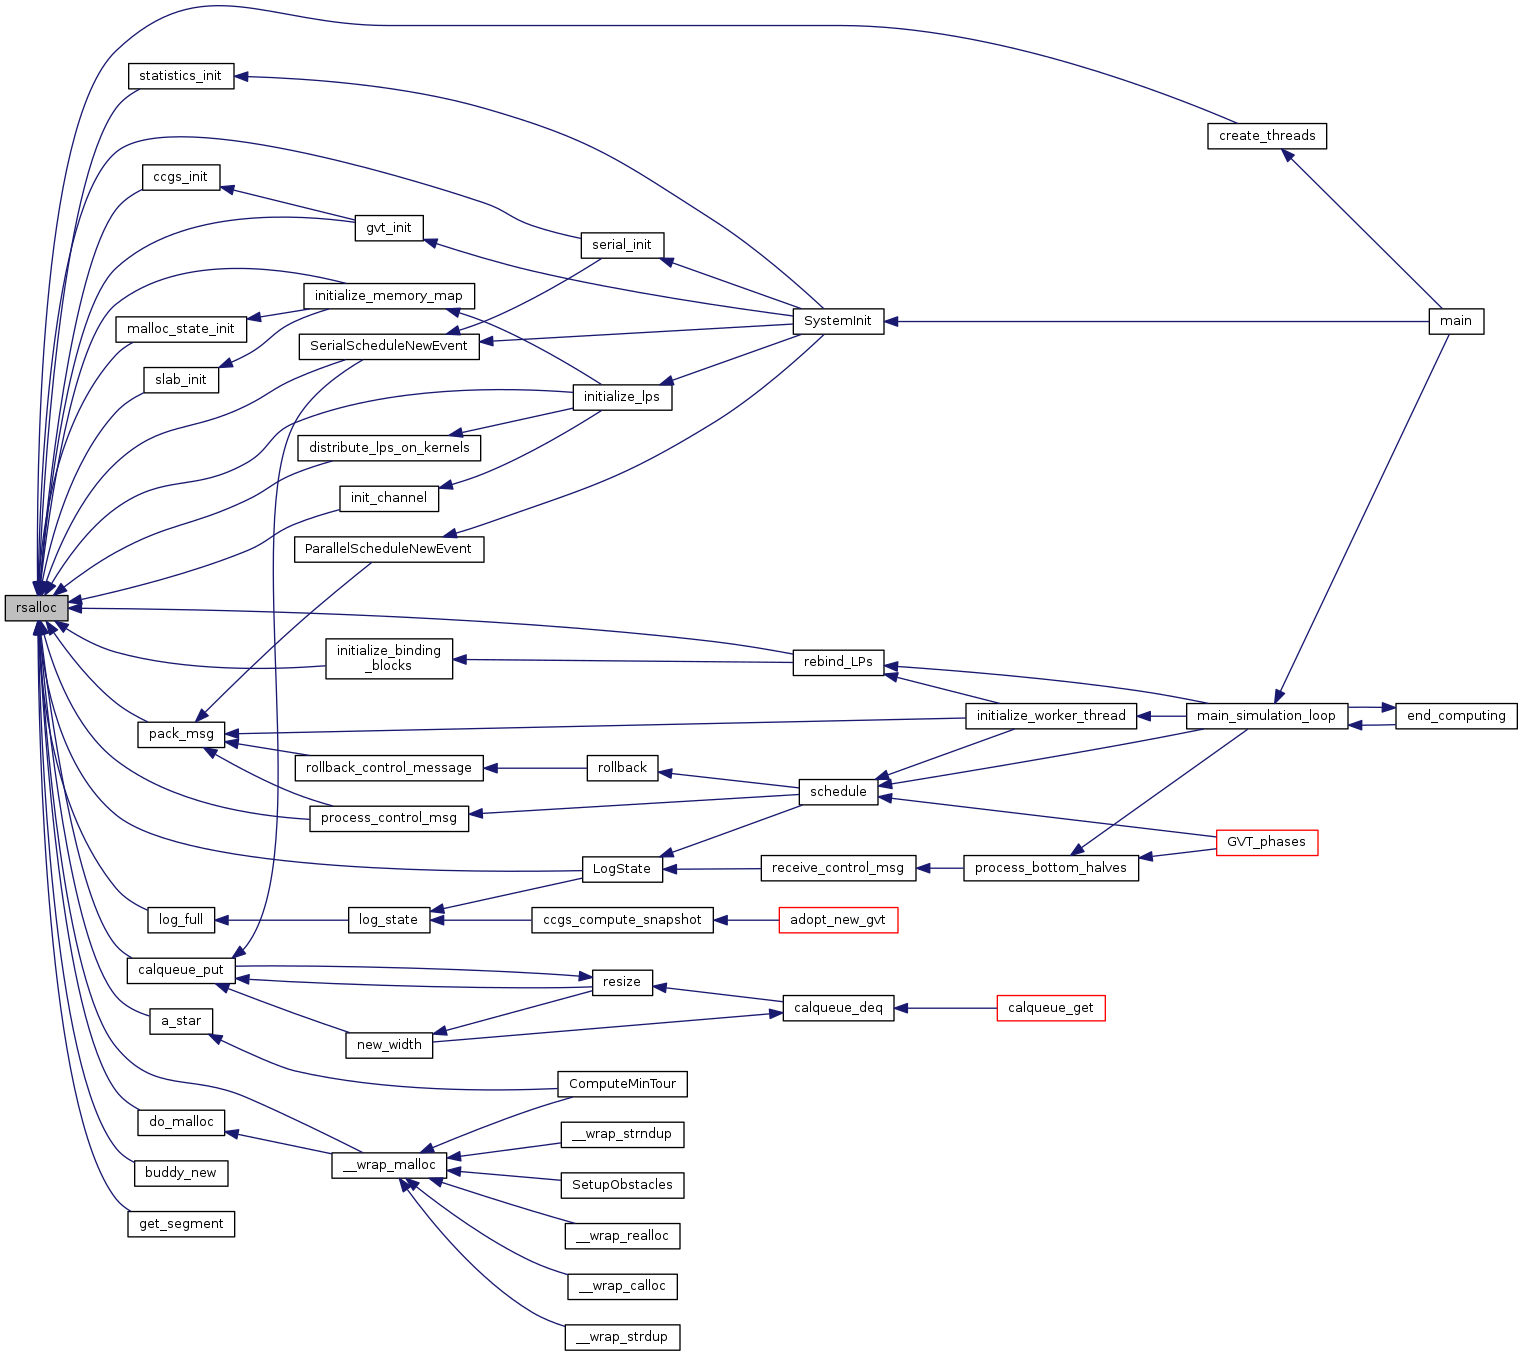 statistics_init
create_threads
ccgs_init
gvt_init
serial_init
initialize_memory_map
malloc_state_init
SystemInit
main
SerialScheduleNewEvent
slab_init
initialize_lps
distribute_lps_on_kernels
init_channel
ParallelScheduleNewEvent
rsalloc
initialize_binding
_blocks
rebind_LPs
initialize_worker_thread
main_simulation_loop
end_computing
pack_msg
rollback_control_message
rollback
schedule
process_control_msg
GVT_phases
LogState
receive_control_msg
process_bottom_halves
log_full
log_state
ccgs_compute_snapshot
adopt_new_gvt
calqueue_put
resize
calqueue_deq
calqueue_get
a_star
new_width
ComputeMinTour
do_malloc
__wrap_strndup
__wrap_malloc
buddy_new
SetupObstacles
get_segment
__wrap_realloc
__wrap_calloc
__wrap_strdup